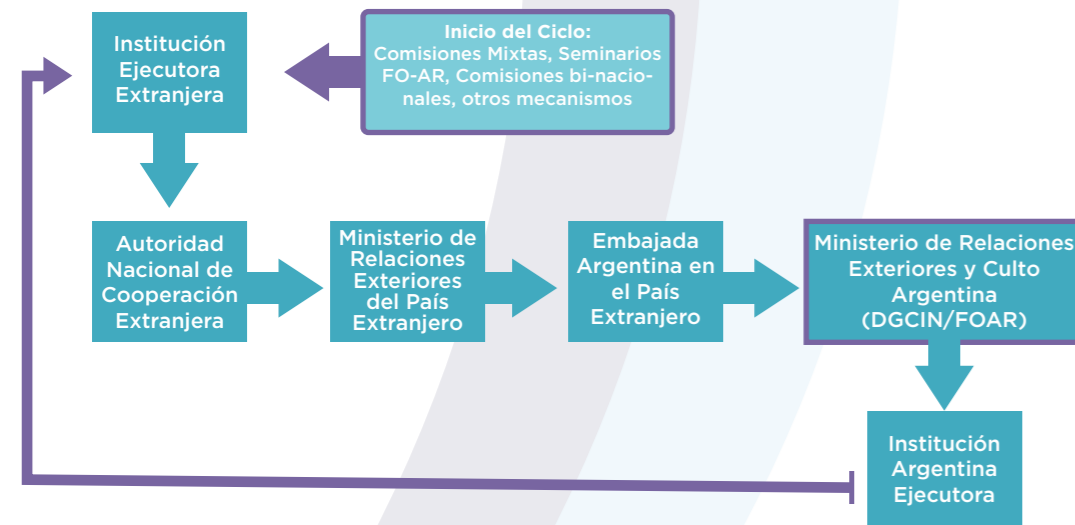 Institución
Ejecutora
Extranjera
Inicio del Ciclo:
Comisiones Mixtas, Seminarios
FO-AR, Comisiones bi-nacio-
nales, otros mecanismos
Autoridad
Nacional de
Cooperación
Extranjera
Ministerio de
Relaciones
Exteriores
del País
Extranjero
Embajada
Argentina en
el País
Extranjero
Ministerio de Relaciones
Exteriores y Culto
Argentina
(DGCIN/FOAR)
Institución
Argentina
Ejecutora